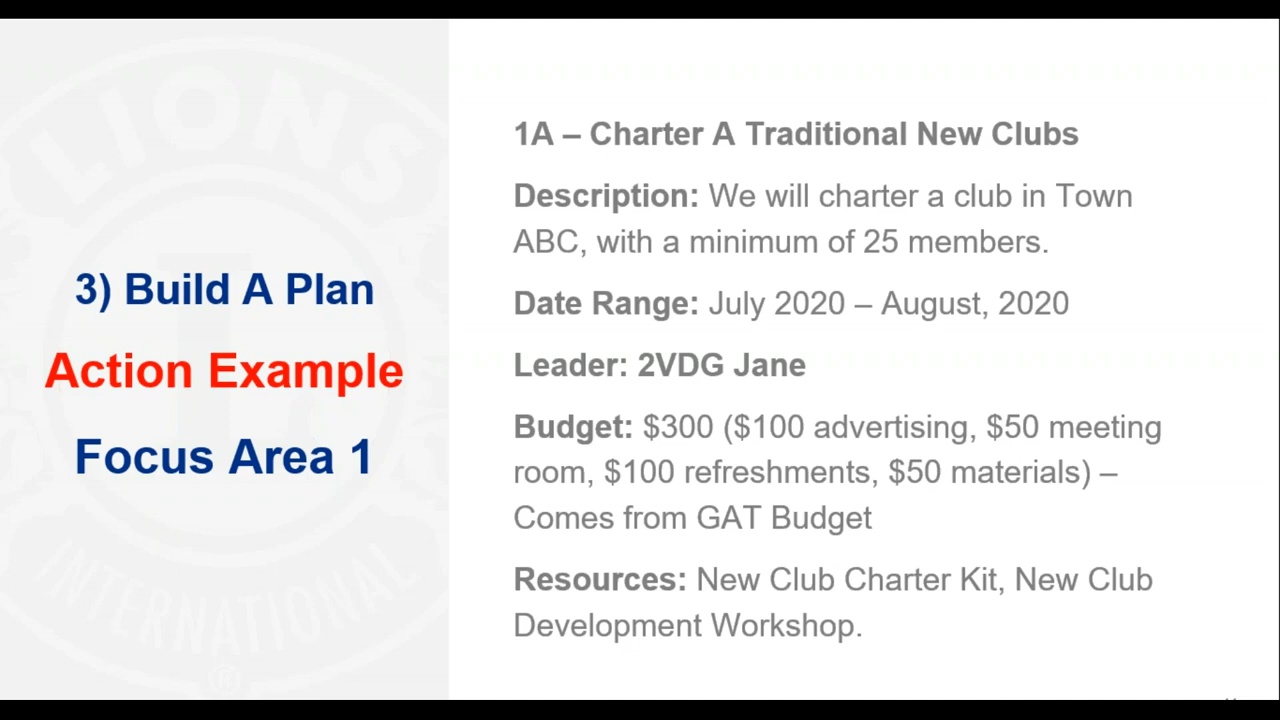 LIONS
INTERNATIONAL
®
3) Build A Plan
Action Example
Focus Area 1
1A – Charter A Traditional New Clubs
Description: We will charter a club in Town
ABC, with a minimum of 25 members.
Date Range: July 2020 – August, 2020
Leader: 2VDG Jane
Budget: $300 ($100 advertising, $50 meeting
room, $100 refreshments, $50 materials) –
Comes from GAT Budget
Resources: New Club Charter Kit, New Club
Development Workshop.